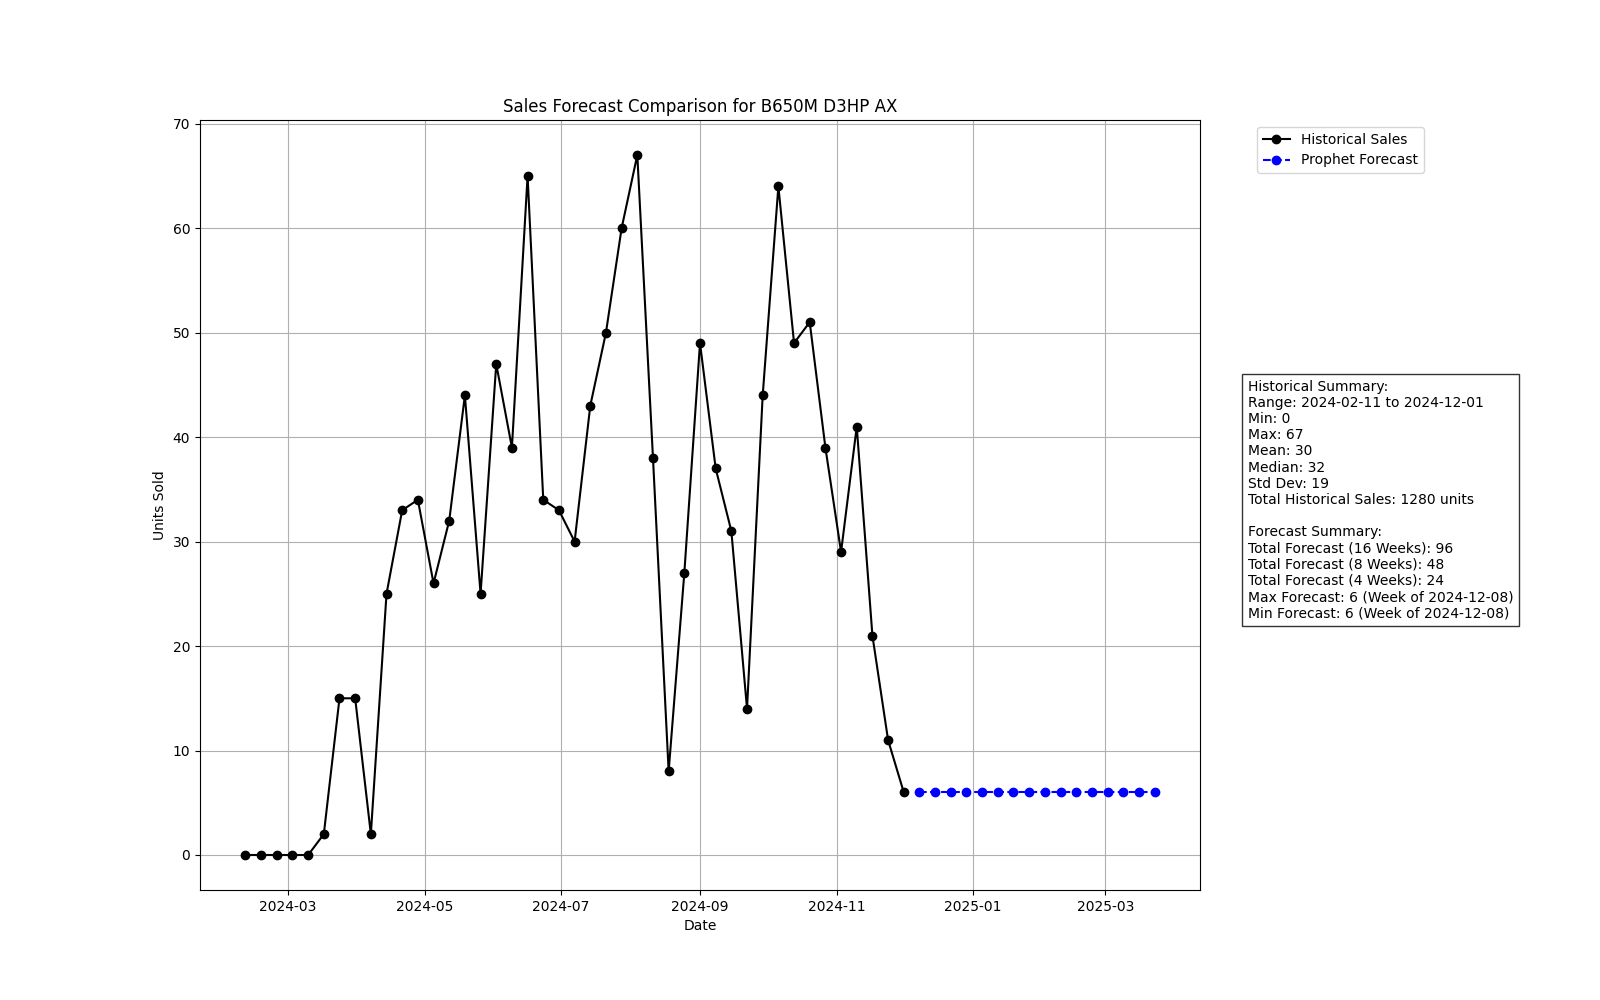 Sales Forecast Comparison for B650M D3HP AX
70
60
50
40
30
20
10
0
Units Sold
2024-03
2024-05
2024-07
2024-09
2024-11
2025-01
2025-03
Date
Historical Sales
Prophet Forecast
Historical Summary:
Range: 2024-02-11 to 2024-12-01
Min: 0
Max: 67
Mean: 30
Median: 32
Std Dev: 19
Total Historical Sales: 1280 units
Forecast Summary:
Total Forecast (16 Weeks): 96
Total Forecast (8 Weeks): 48
Total Forecast (4 Weeks): 24
Max Forecast: 6 (Week of 2024-12-08)
Min Forecast: 6 (Week of 2024-12-08)